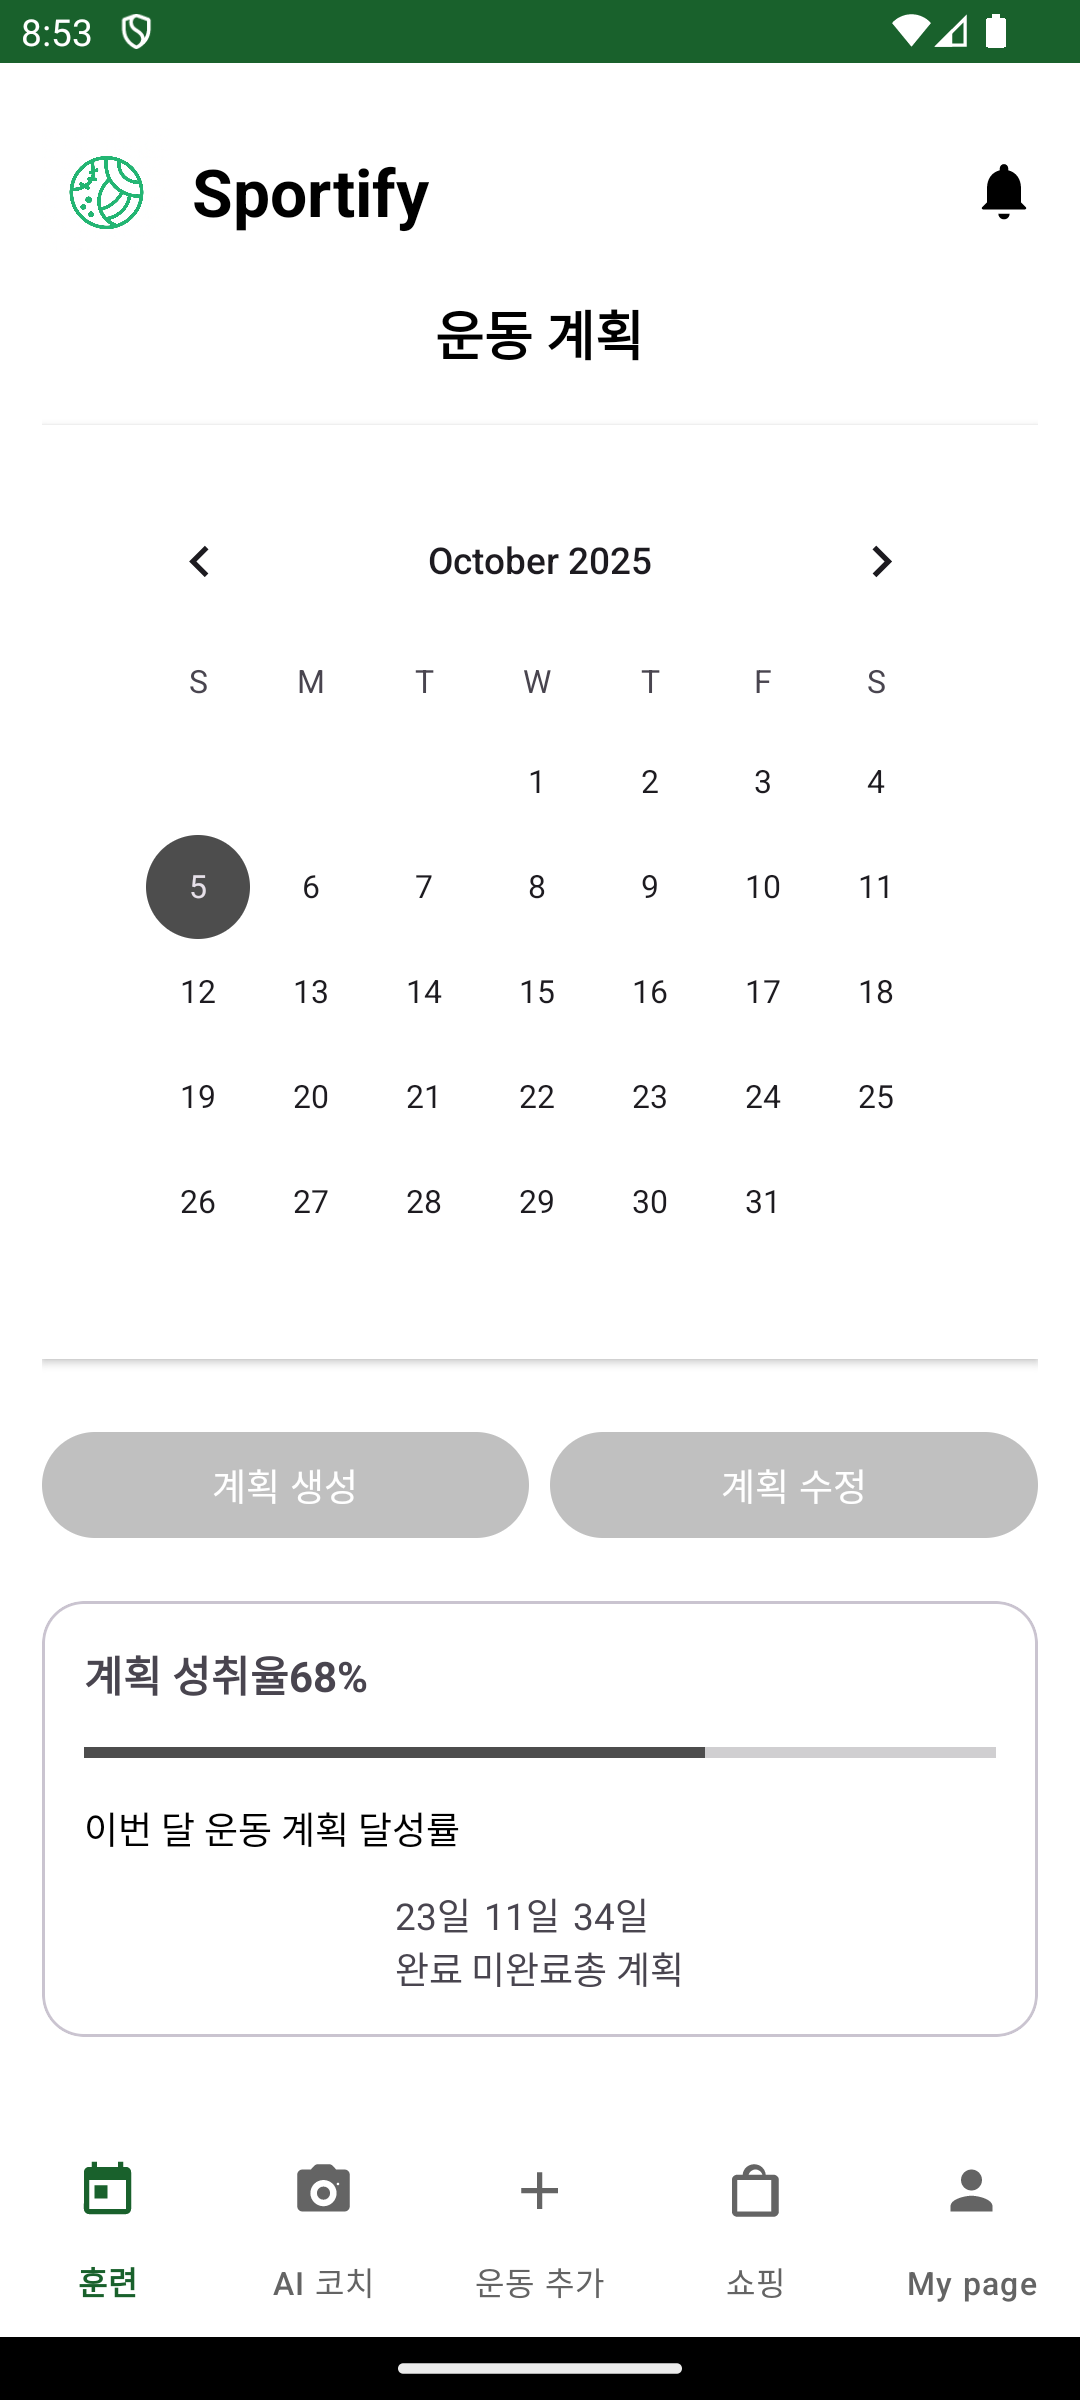 8:53
Sportify
운동 계획
October 2025
S M T W T F S
1 2 3 4
5 6 7 8 9 10 11
12 13 14 15 16 17 18
19 20 21 22 23 24 25
26 27 28 29 30 31
계획 생성 계획 수정
계획 성취율68%
이번 달 운동 계획 달성률
23일 11일 34일
완료 미완료총 계획
훈련 AI 코치 운동 추가 쇼핑 My page